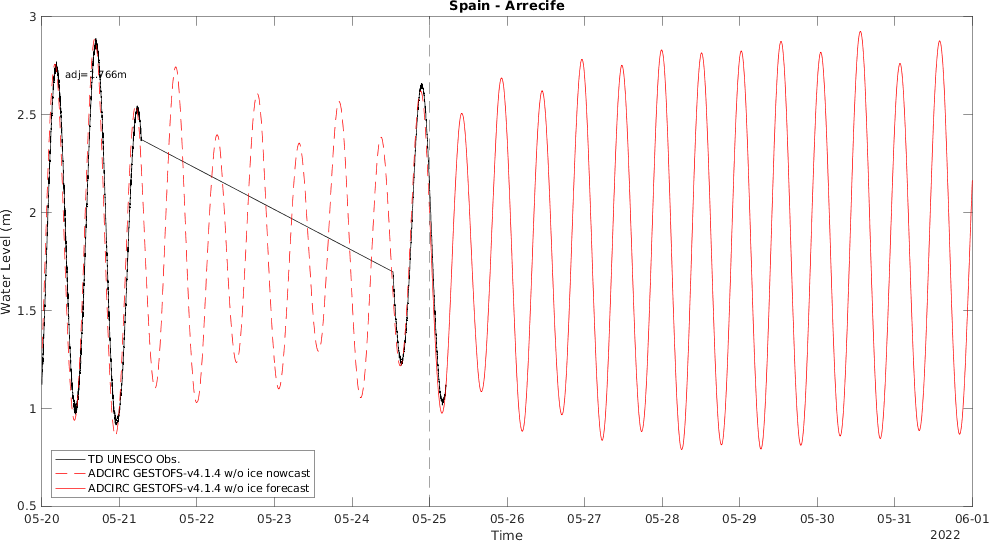 Spain - Arrecife
3
adj=1.766m
2.5
2
Water Level (m)
1.5
1
TD UNESCO Obs.
ADCIRC GESTOFS-v4.1.4 w/o ice nowcast
ADCIRC GESTOFS-v4.1.4 w/o ice forecast
0.5
05-20 05-21 05-22 05-23 05-24 05-25 05-26 05-27 05-28 05-29 05-30 05-31 06-01
Time
2022